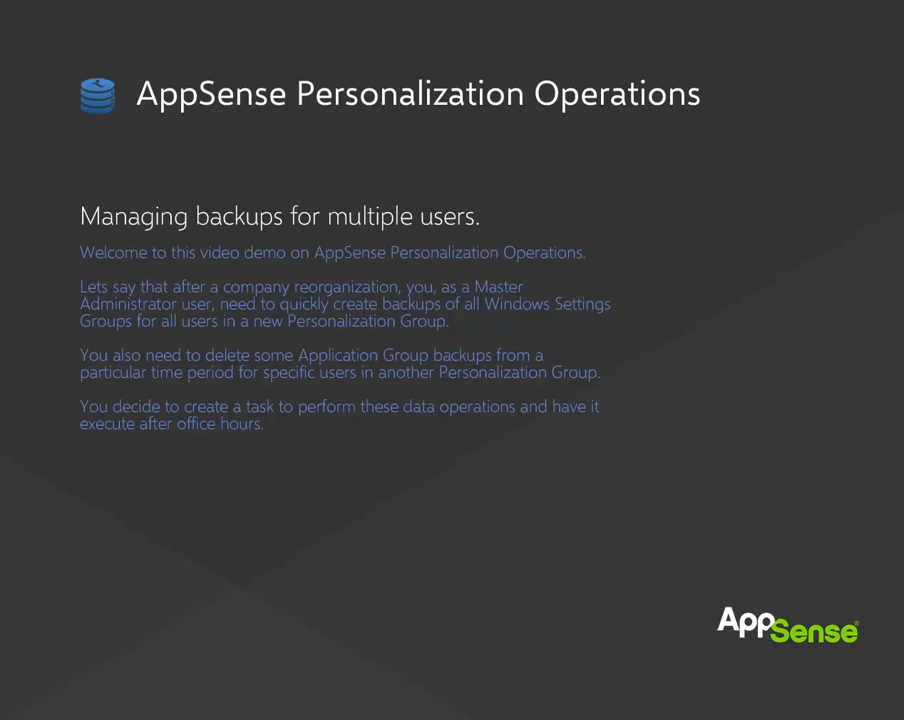 AppSense Personalization Operations
Managing backups for multiple users.
Welcome to this video demo on AppSense Personalization Operations.
Lets say that after a company reorganization, you, as a Master
Administrator user, need to quickly create backups of all Windows Settings
Groups for all users in a new Personalization Group.
You also need to delete some Application Group backups from a
particular time period for specific users in another Personalization Group.
You decide to create a task to perform these data operations and have it
execute after office hours.
AppSense®